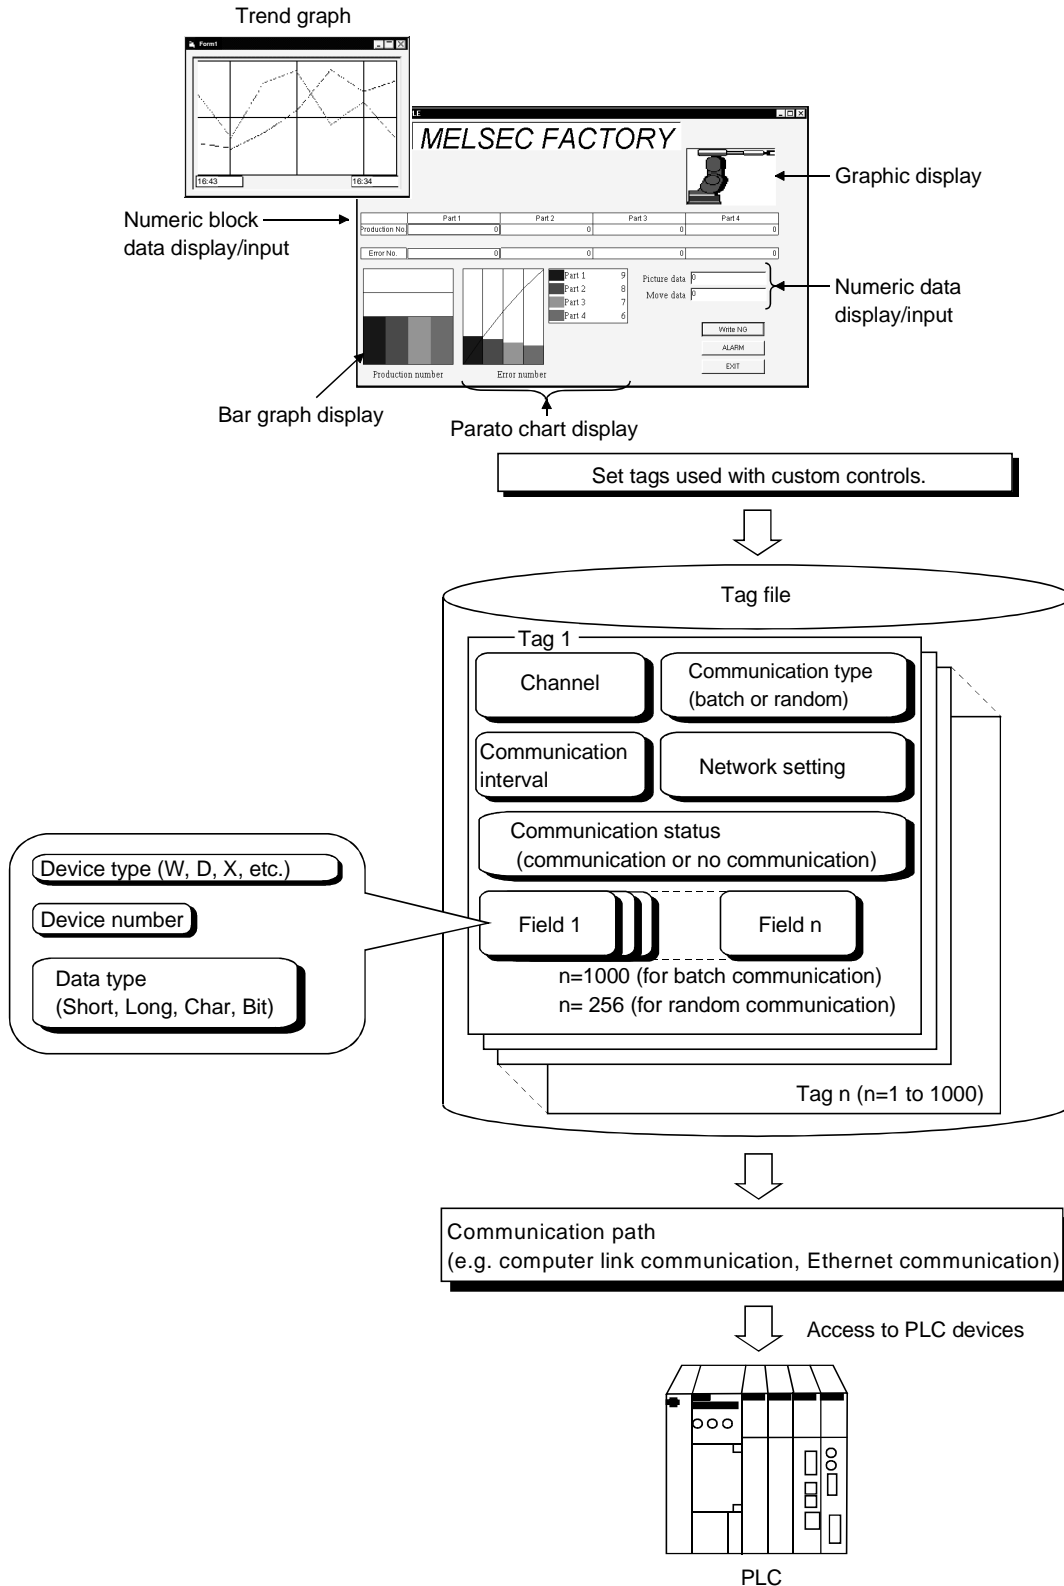 Trend graph
Form1
16:43
16:34
MELSEC FACTORY
Graphic display
Numeric block
data display/input
Part 1 Part 2 Part 3 Part 4
Production No. 0 0 0 0
Error No. 0 0 0 0
Part 1 9
Part 2 8
Part 3 7
Part 4 6
Picture data 0
Move data 0
Numeric data
display/input
Write NG
ALARM
EXIT
Production number
Error number
Bar graph display
Parato chart display
Set tags used with custom controls.
Tag file
Tag 1
Channel
Communication type
(batch or random)
Communication
interval
Network setting
Communication status
(communication or no communication)
Device type (W, D, X, etc.)
Device number
Data type
(Short, Long, Char, Bit)
Field 1
Field n
n=1000 (for batch communication)
n= 256 (for random communication)
Tag n (n=1 to 1000)
Communication path
(e.g. computer link communication, Ethernet communication)
Access to PLC devices
PLC